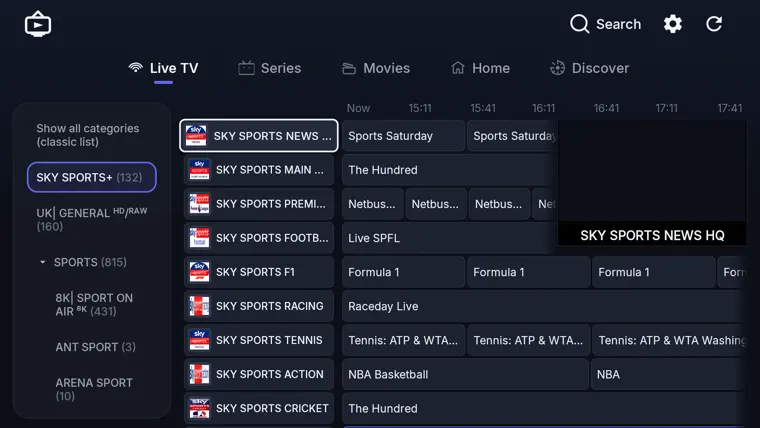 Search
Live TV
Series
Movies
Home
Discover
Now 15:11 15:41 16:11 16:41 17:11 17:41
Show all categories
(classic list)
SKY SPORTS+ (132)
UK| GENERAL ᴴᴰ/ᴿᴬᵂ
(160)
SPORTS (815)
8K| SPORT ON
AIR ⁸ᴷ (431)
ANT SPORT (3)
ARENA SPORT
(10)
SKY SPORTS NEWS ... Sports Saturday Sports Saturday
SKY SPORTS MAIN ... The Hundred
SKY SPORTS PREMI... Netbus... Netbus... Netbus... Net
SKY SPORTS FOOTB... Live SPFL
SKY SPORTS NEWS HQ
SKY SPORTS F1 Formula 1 Formula 1 Formula 1 Form
SKY SPORTS RACING Raceday Live
SKY SPORTS TENNIS Tennis: ATP & WTA... Tennis: ATP & WTA... Tennis: ATP & WTA Washing
SKY SPORTS ACTION NBA Basketball NBA
SKY SPORTS CRICKET The Hundred